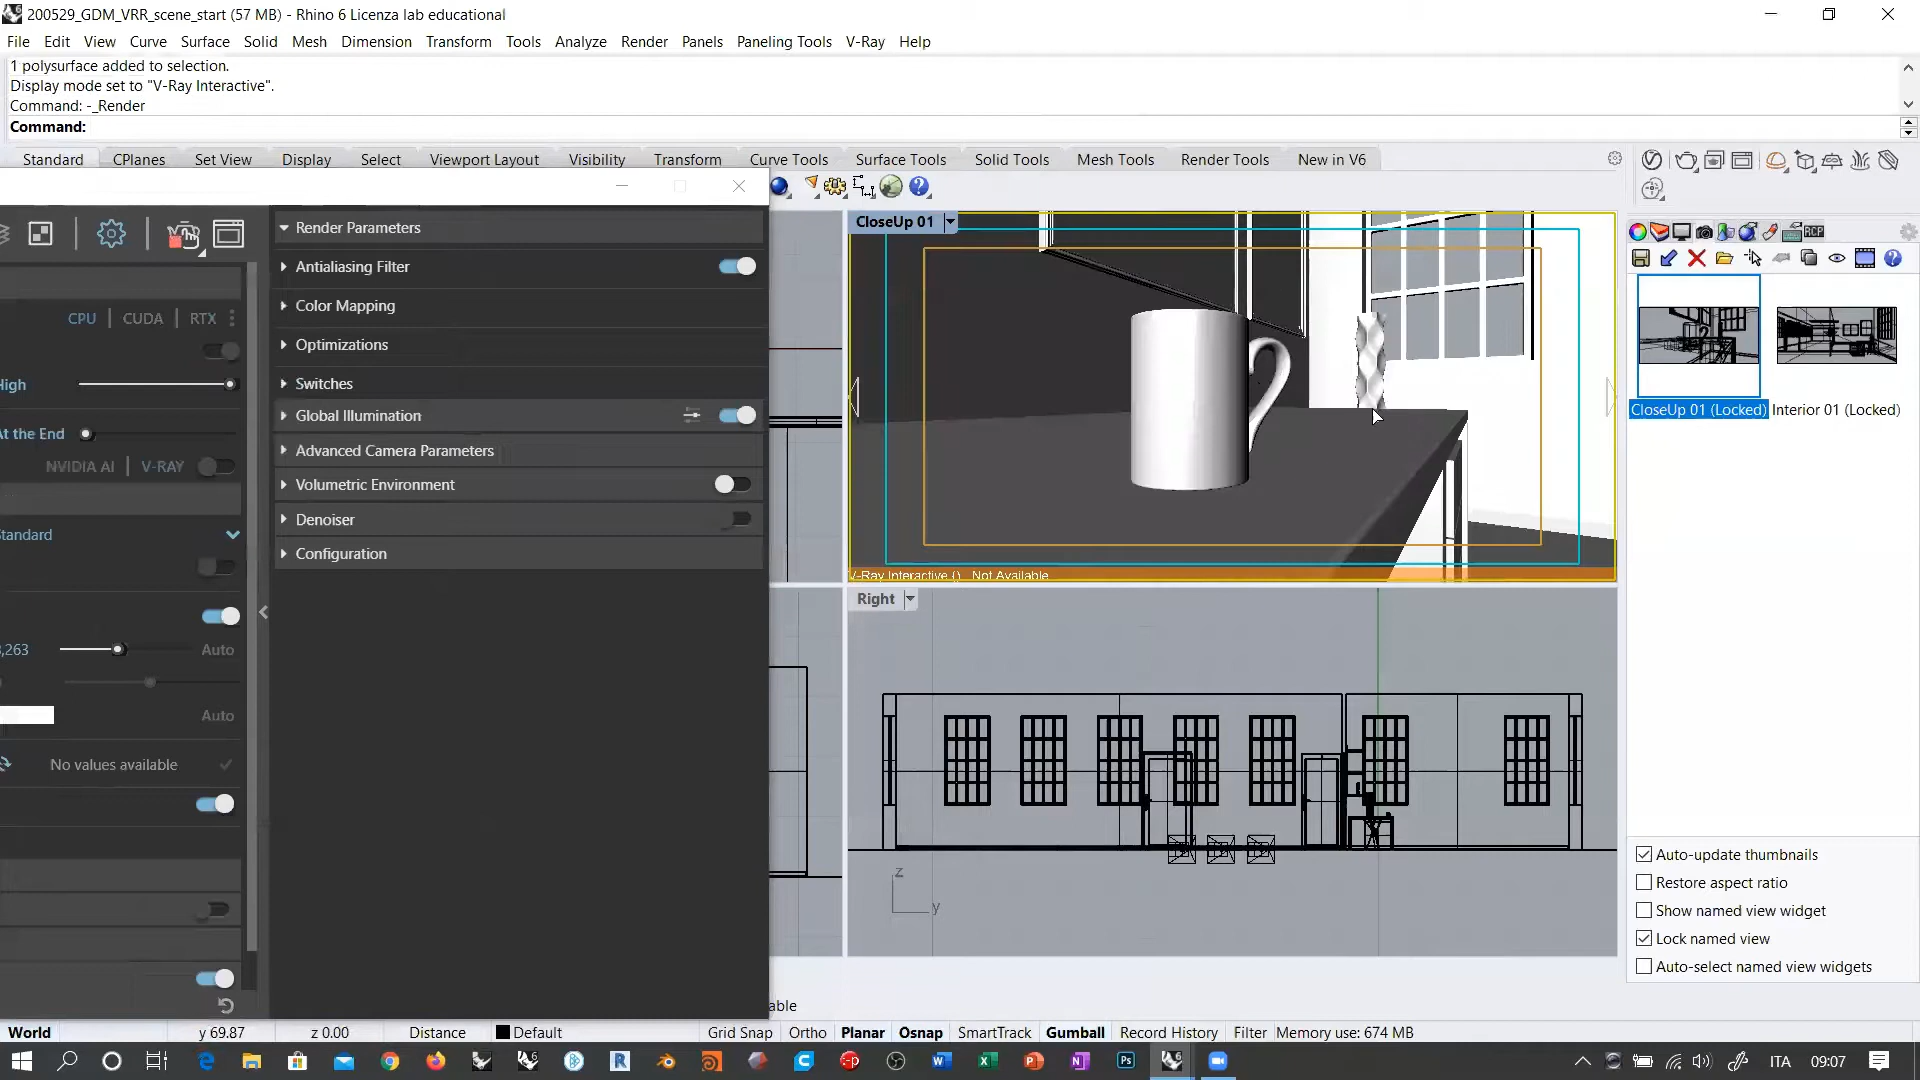 200529_GDM_VRR_scene_start (57 MB) - Rhino 6 Licenza lab educational
File Edit View Curve Surface Solid Mesh Dimension Transform Tools Analyze Render Panels Paneling Tools V-Ray Help
1 polysurface added to selection.
Display mode set to "V-Ray Interactive".
Command: -_Render
Command:
Standard CPlanes Set View Display Select Viewport Layout Visibility Transform Curve Tools Surface Tools Solid Tools Mesh Tools Render Tools New in V6
CloseUp 01
Render Parameters
Antialiasing Filter
Color Mapping
Optimizations
Switches
Global Illumination
Advanced Camera Parameters
Volumetric Environment
Denoiser
Configuration
CPU | CUDA | RTX
High
At the End
NVIDIA AI | V-RAY
Standard
,263 Auto
Auto
No values available
V-Ray Interactive () Not Available
Right
z
y
RCP
CloseUp 01 (Locked) Interior 01 (Locked)
Auto-update thumbnails
Restore aspect ratio
Show named view widget
Lock named view
Auto-select named view widgets
able
World y 69.87 z 0.00 Distance Default Grid Snap Ortho Planar Osnap SmartTrack Gumball Record History Filter Memory use: 674 MB
ITA 09:07